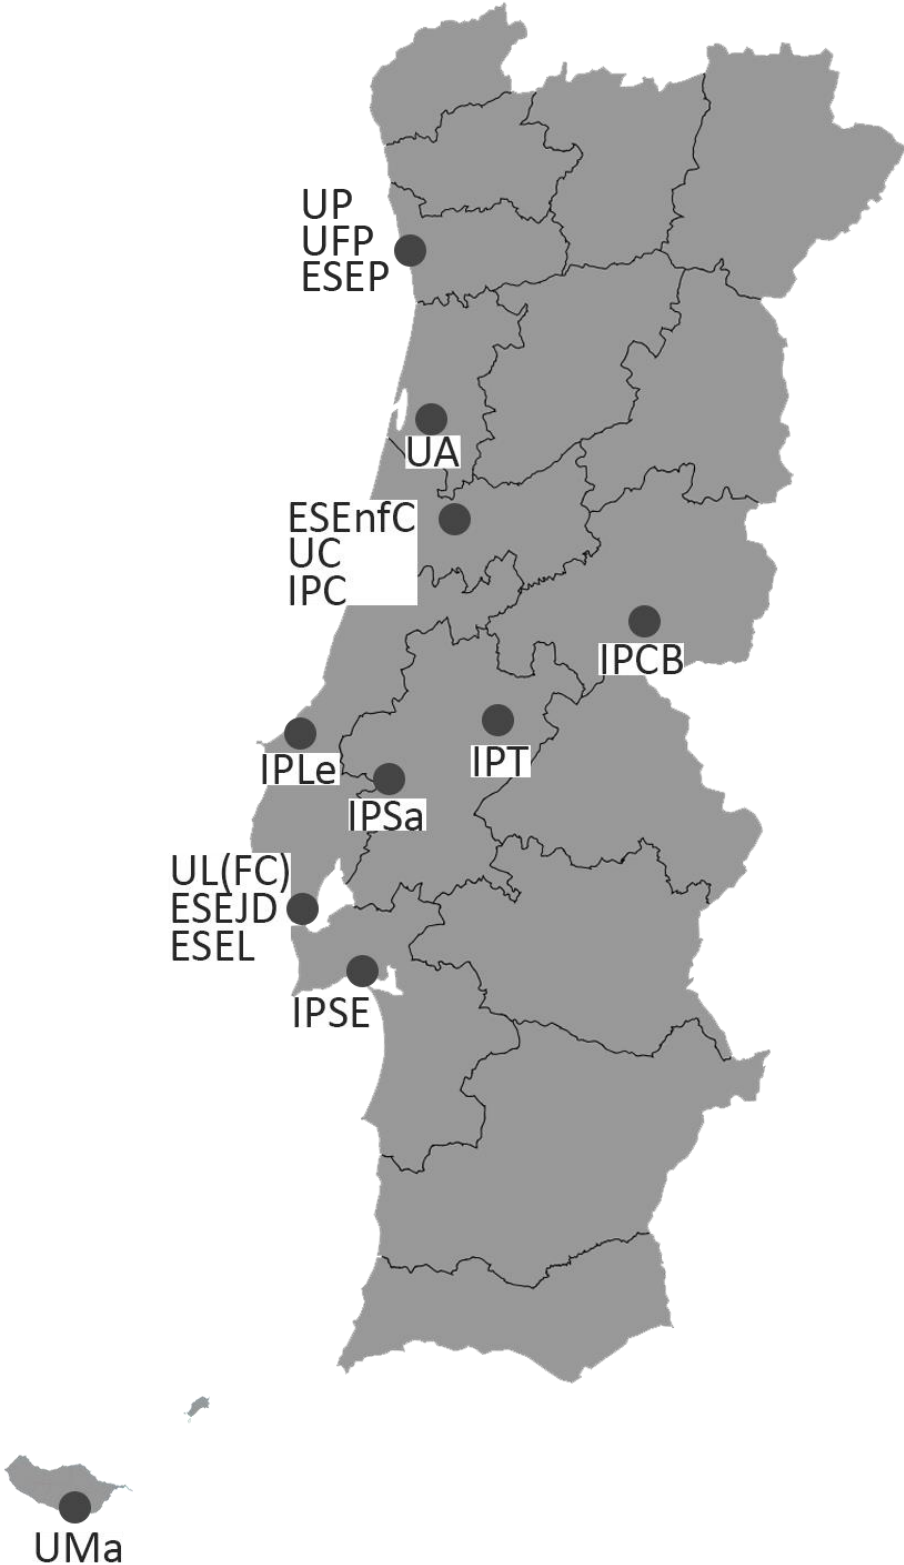 UP
UFP
ESEP
UA
ESEnfC
UC
IPC
IPCB
IPLe
IPT
IPSa
UL(FC)
ESEJD
ESEL
IPSE
UMa